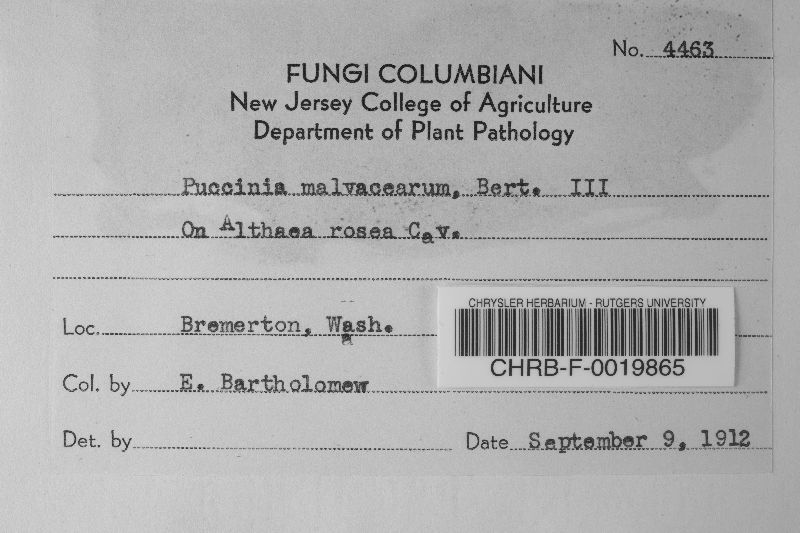 No. 4463
FUNGI COLUMBIANI
New Jersey College of Agriculture
Department of Plant Pathology
Puccinia malvacearum, Bert. III
On Althaea rosea Cav.
Loc. Bremerton, Wash.
CHRYSLER HERBARIUM - RUTGERS UNIVERSITY
CHRB-F-0019865
Col. by E. Bartholomew
Det. by Date September 9, 1912